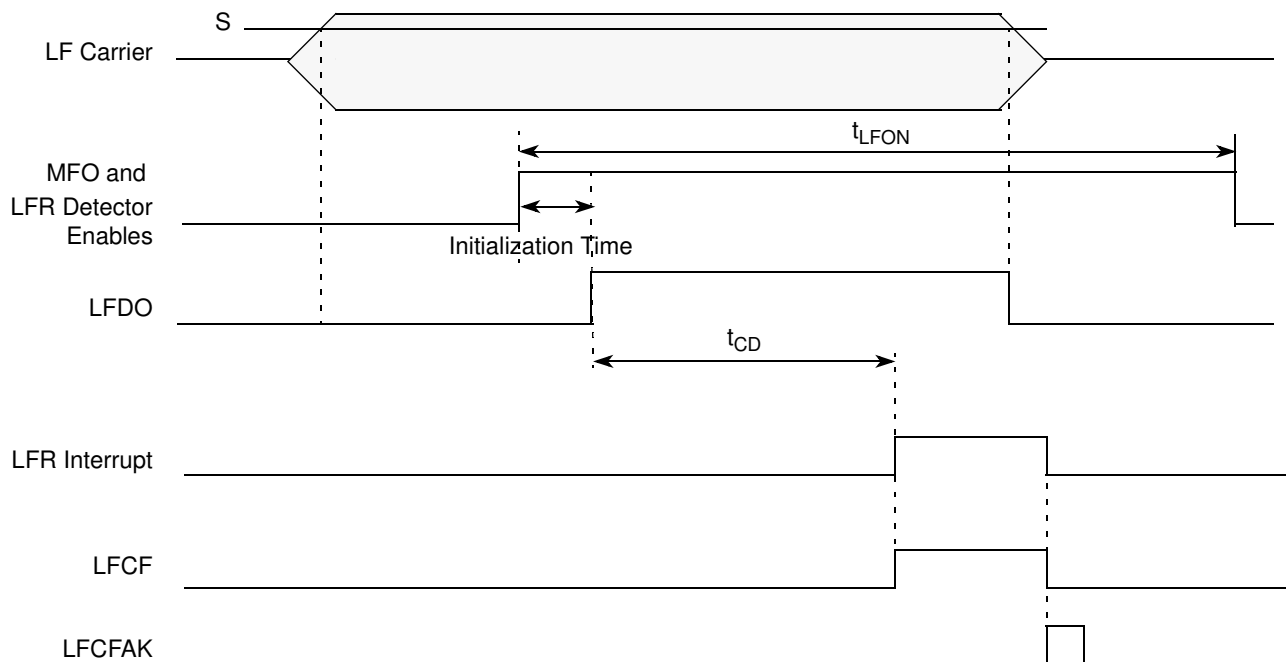 S
LF Carrier
tLFON
MFO and
LFR Detector
Enables
Initialization Time
LFDO
tCD
LFR Interrupt
LFCF
LFCFAK